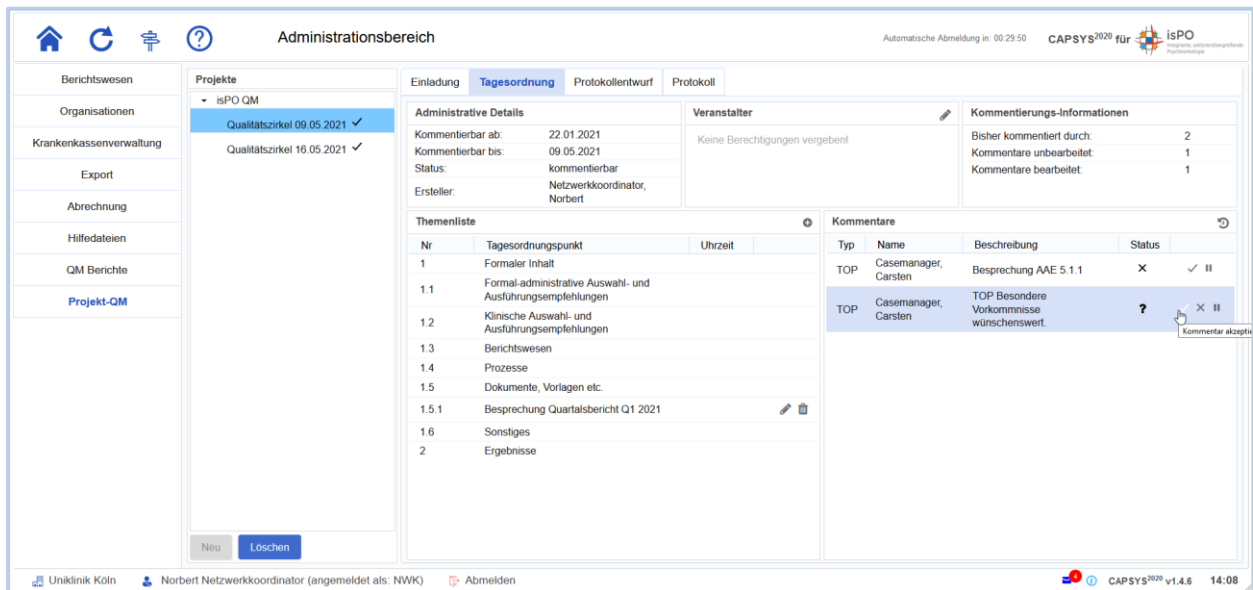 Administrationsbereich
Automatische Abmeldung in: 00:29:50
CAPSYS2020 für
isPO
Berichtswesen
Organisationen
Krankenkassenverwaltung
Export
Abrechnung
Hilfedateien
QM Berichte
Projekt-QM
Projekte
isPO QM
Qualitätszirkel 09.05.2021
Qualitätszirkel 16.05.2021
Neu
Löschen
Einladung
Tagesordnung
Protokollentwurf
Protokoll
Administrative Details
Kommentierbar ab: 22.01.2021
Kommentierbar bis: 09.05.2021
Status: kommentierbar
Ersteller: Netzwerkkoordinator,
Norbert
Veranstalter
Keine Berechtigungen vergeben!
Kommentierungs-Informationen
Bisher kommentiert durch: 2
Kommentare unbearbeitet: 1
Kommentare bearbeitet: 1
Themenliste
Nr Tagesordnungspunkt Uhrzeit
1 Formaler Inhalt
1.1 Formal-administrative Auswahl- und
Ausführungsempfehlungen
1.2 Klinische Auswahl- und
Ausführungsempfehlungen
1.3 Berichtswesen
1.4 Prozesse
1.5 Dokumente, Vorlagen etc.
1.5.1 Besprechung Quartalsbericht Q1 2021
1.6 Sonstiges
2 Ergebnisse
Kommentare
Typ Name Beschreibung Status
TOP Casemanager,
Carsten
Besprechung AAE 5.1.1
TOP Casemanager,
Carsten
TOP Besondere
Vorkommnisse
wünschenswert.
?
Kommentar akzeptie
Uniklinik Köln
Norbert Netzwerkkoordinator (angemeldet als: NWK)
Abmelden
4
CAPSYS2020 v1.4.6
14:08